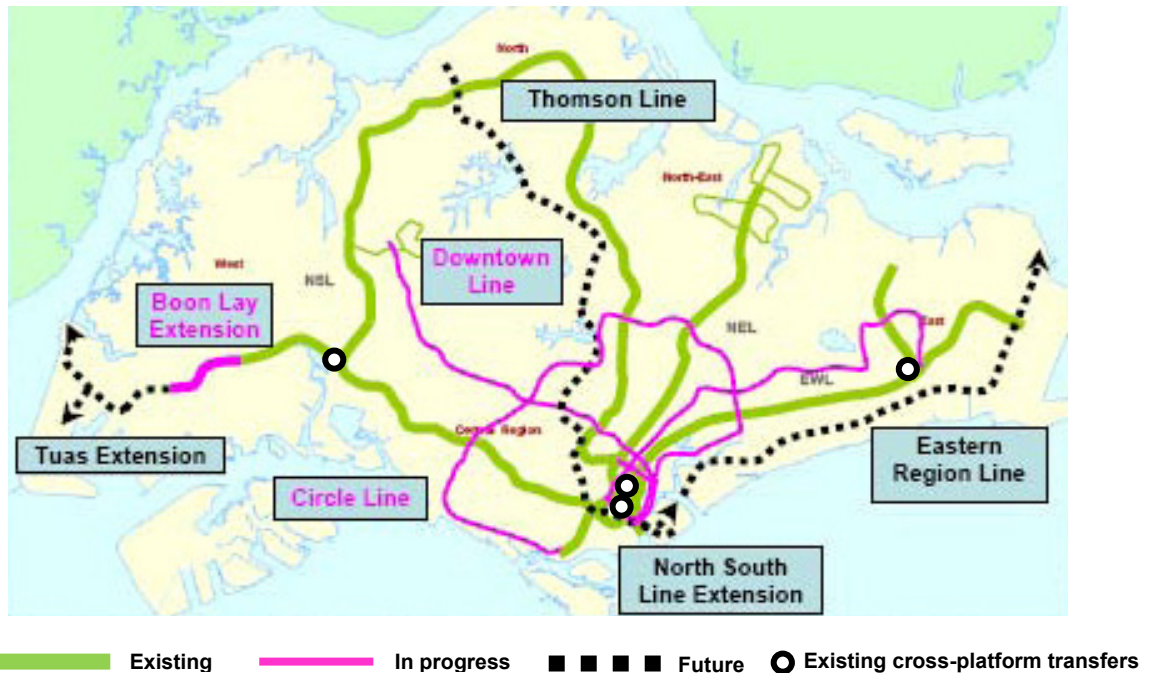 North
Thomson Line
North-East
Downtown
Line
West
NSL
Boon Lay
Extension
NEL
East
EWL
Central Region
Tuas Extension
Eastern
Region Line
Circle Line
North South
Line Extension
Existing
In progress
Future
Existing cross-platform transfers